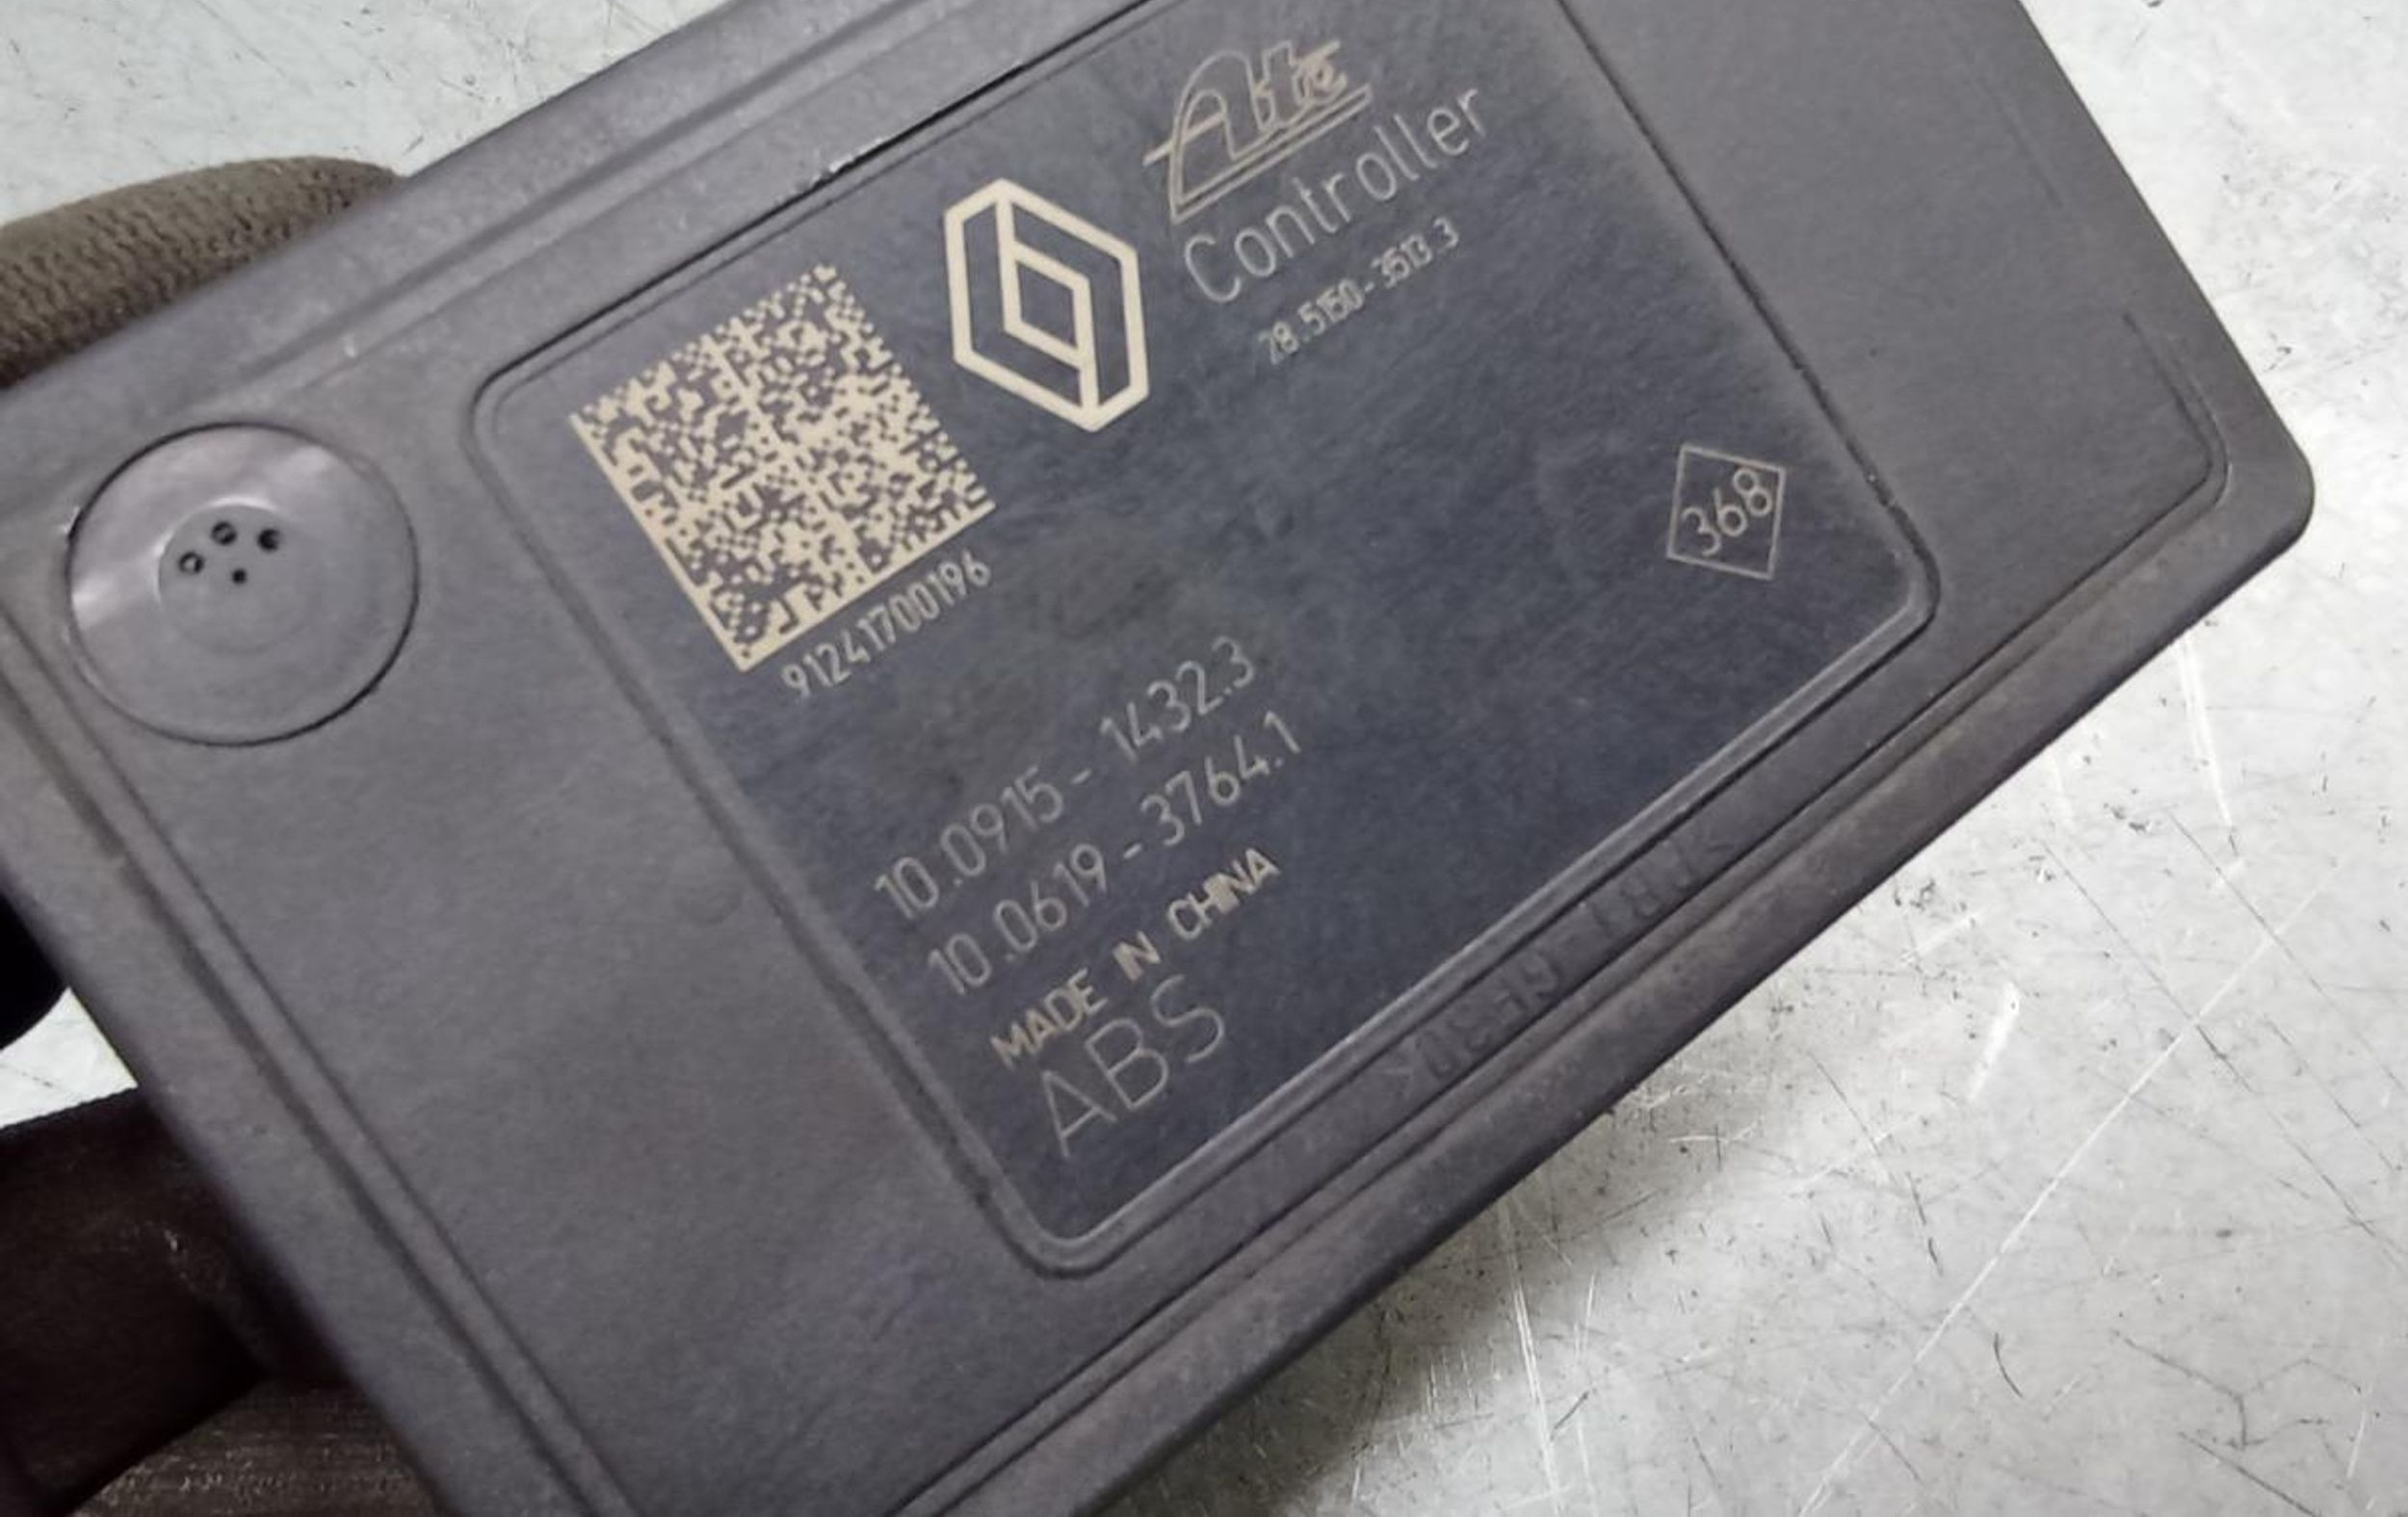 Ate
Controller
28.5150-3513.3
91241700196
368
10.0915-1432.3
10.0619-3764.1
MADE IN CHINA
ABS